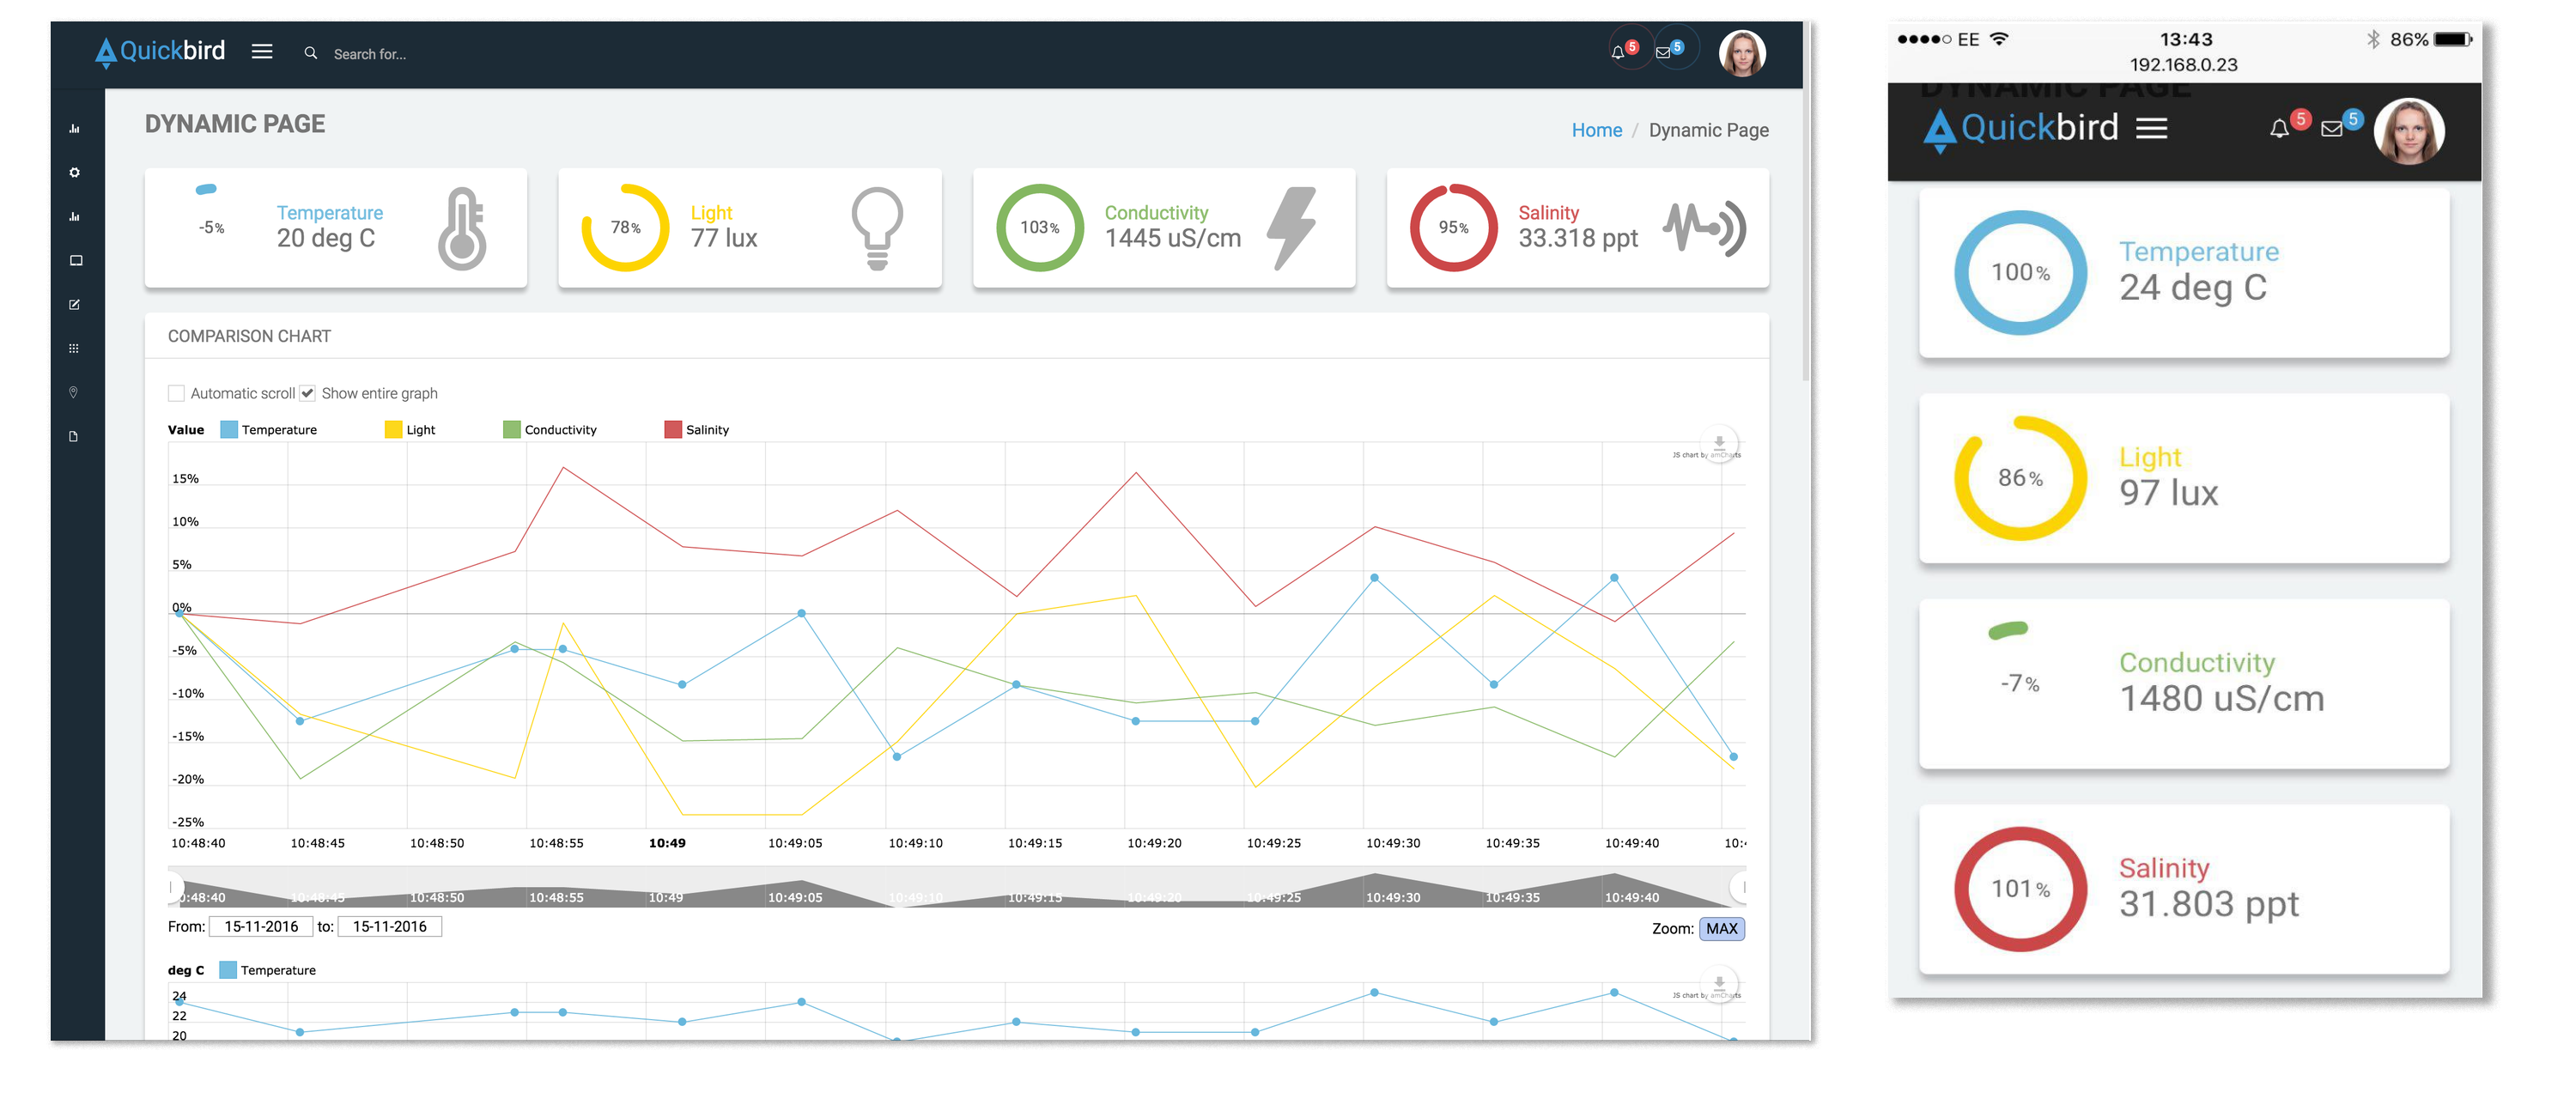 Quickbird
Search for...
5
5
DYNAMIC PAGE
Home / Dynamic Page
-5%
Temperature
20 deg C
78%
Light
77 lux
103%
Conductivity
1445 uS/cm
95%
Salinity
33.318 ppt
COMPARISON CHART
Automatic scroll Show entire graph
Value Temperature Light Conductivity Salinity
JS chart by amCharts
15%
10%
5%
0%
-5%
-10%
-15%
-20%
-25%
10:48:40 10:48:45 10:48:50 10:48:55 10:49 10:49:05 10:49:10 10:49:15 10:49:20 10:49:25 10:49:30 10:49:35 10:49:40 10:4
:48:40 10:48:45 10:48:50 10:48:55 10:49 10:49:05 10:49:10 10:49:15 10:49:20 10:49:25 10:49:30 10:49:35 10:49:40
From: 15-11-2016 to: 15-11-2016 Zoom: MAX
deg C Temperature
JS chart by amCharts
24
22
20
EE 13:43 86%
192.168.0.23
DYNAMIC PAGE
Quickbird 5 5
100%
Temperature
24 deg C
86%
Light
97 lux
-7%
Conductivity
1480 uS/cm
101%
Salinity
31.803 ppt